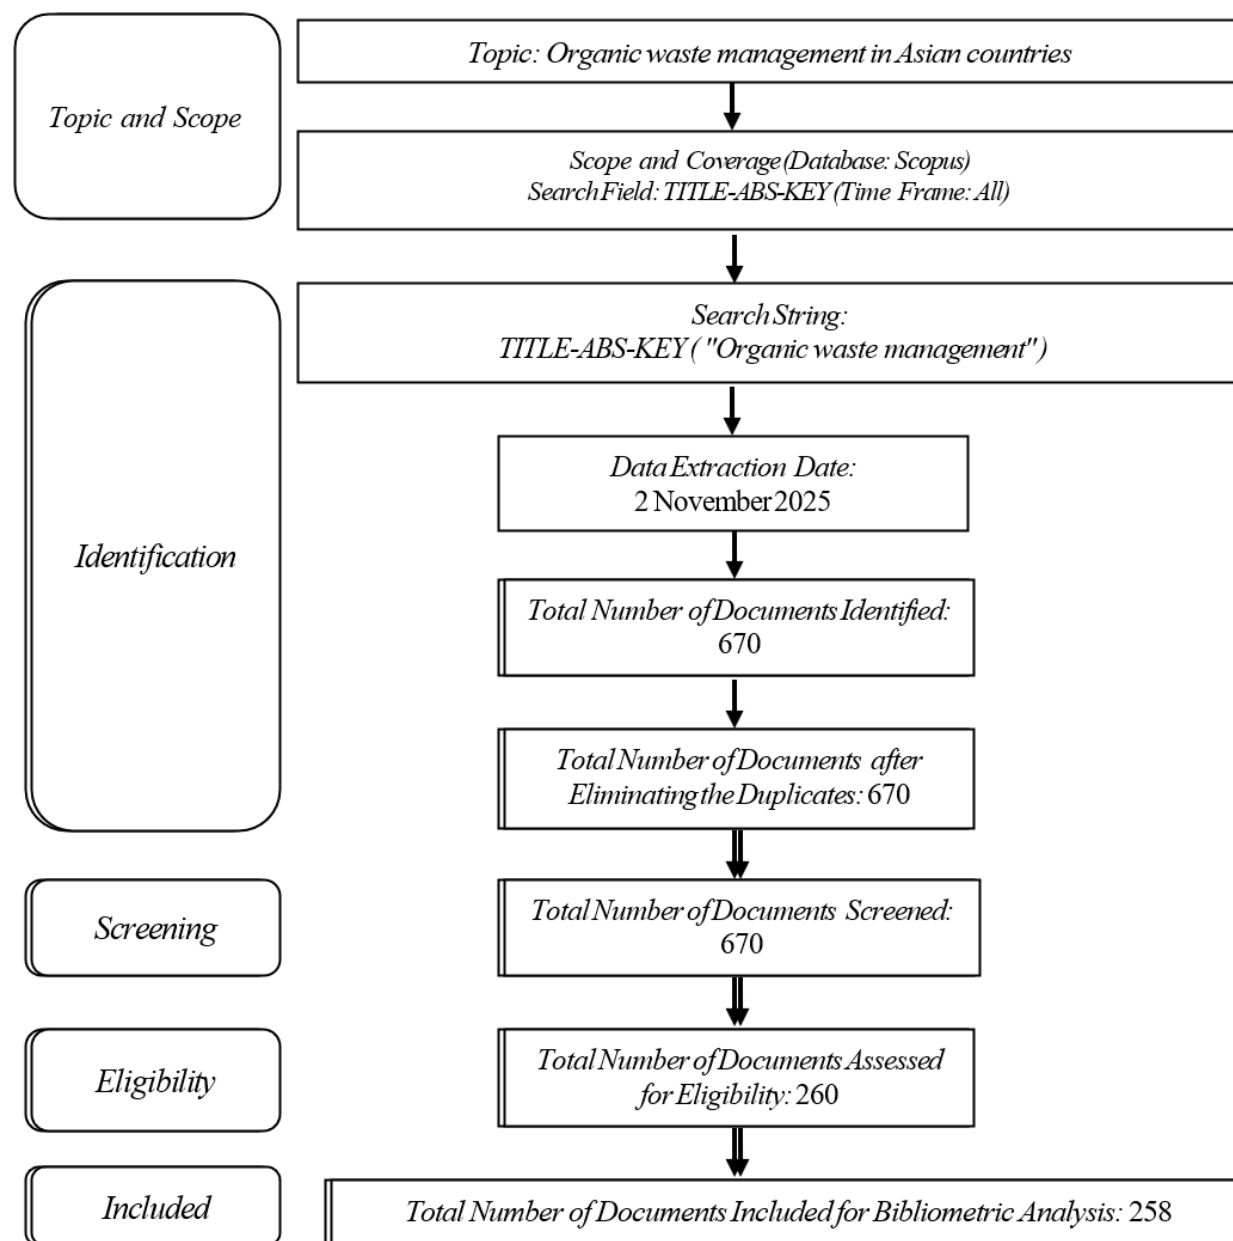 Topic and Scope
Topic: Organic waste management in Asian countries
Scope and Coverage (Database: Scopus)
Search Field: TITLE-ABS-KEY (Time Frame: All)
Identification
Search String:
TITLE-ABS-KEY ( "Organic waste management" )
Data Extraction Date:
2 November 2025
Total Number of Documents Identified:
670
Total Number of Documents after
Eliminating the Duplicates: 670
Screening
Total Number of Documents Screened:
670
Eligibility
Total Number of Documents Assessed
for Eligibility: 260
Included
Total Number of Documents Included for Bibliometric Analysis: 258